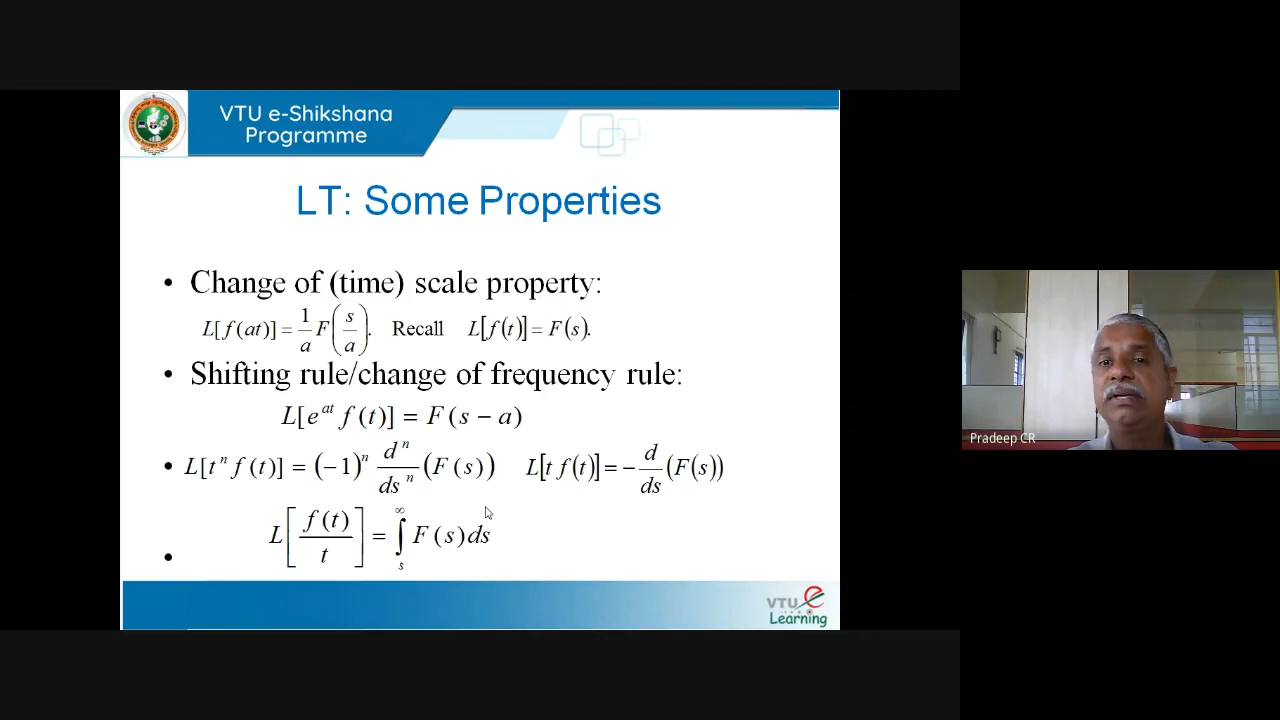 VTU e-Shikshana
Programme
LT: Some Properties
• Change of (time) scale property:
L[f(at)] = 1/a F(s/a). Recall L[f(t)] = F(s).
• Shifting rule/change of frequency rule:
L[e^{at} f(t)] = F(s − a)
• L[t^n f(t)] = (−1)^n d^n/ds^n (F(s)) L[t f(t)] = − d/ds (F(s))
• L[f(t)/t] = ∫_s^∞ F(s)ds
VTU e
Learning
Pradeep CR